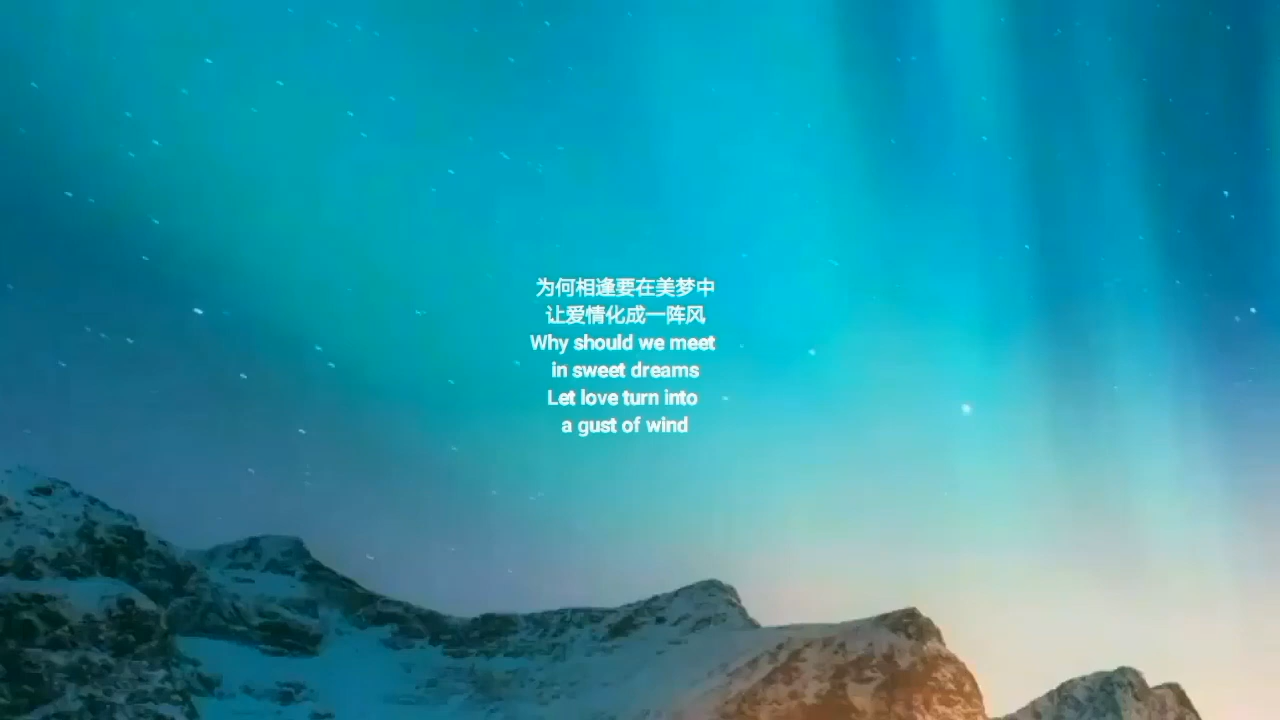 为何相逢要在美梦中
让爱情化成一阵风
Why should we meet
in sweet dreams
Let love turn into
a gust of wind